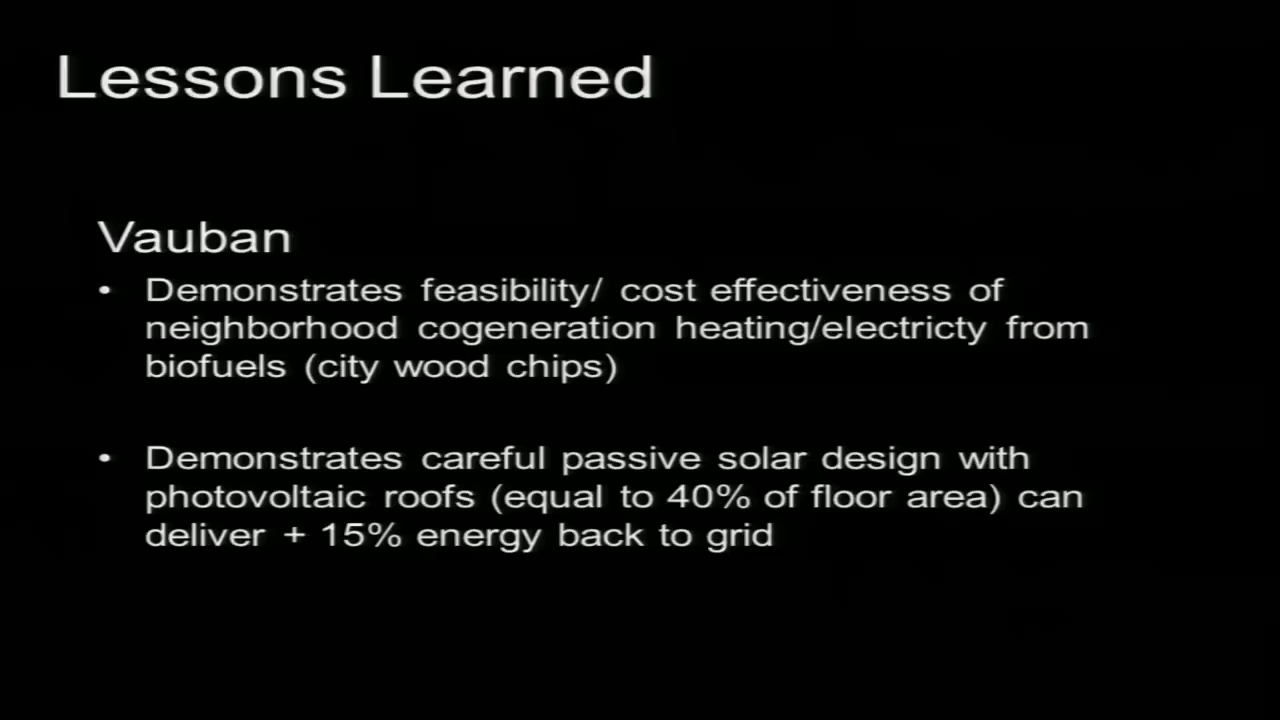 Lessons Learned
Vauban
• Demonstrates feasibility/ cost effectiveness of
neighborhood cogeneration heating/electricty from
biofuels (city wood chips)
• Demonstrates careful passive solar design with
photovoltaic roofs (equal to 40% of floor area) can
deliver + 15% energy back to grid